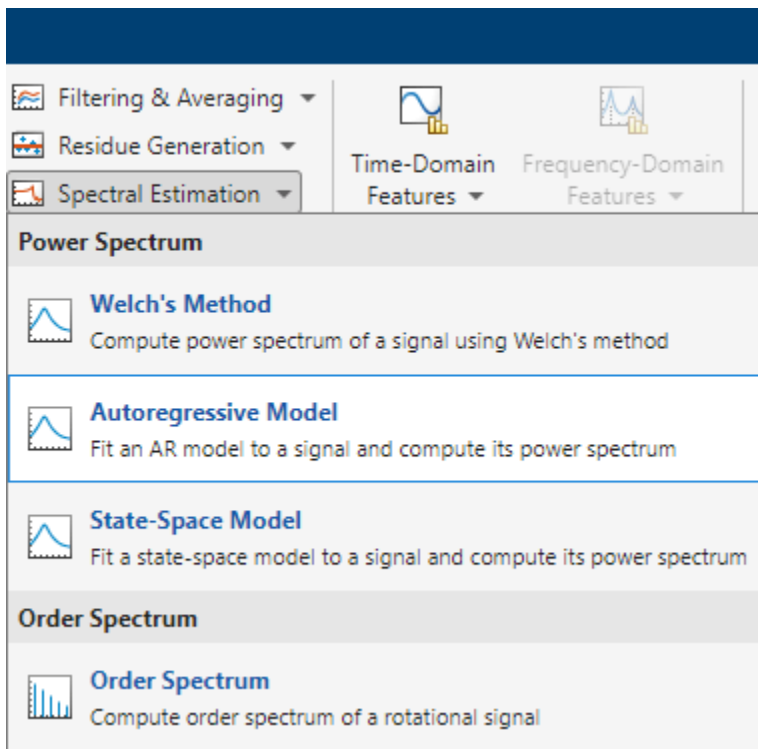 Filtering & Averaging
Residue Generation
Spectral Estimation
Time-Domain
Features
Frequency-Domain
Features
Power Spectrum
Welch's Method
Compute power spectrum of a signal using Welch's method
Autoregressive Model
Fit an AR model to a signal and compute its power spectrum
State-Space Model
Fit a state-space model to a signal and compute its power spectrum
Order Spectrum
Order Spectrum
Compute order spectrum of a rotational signal